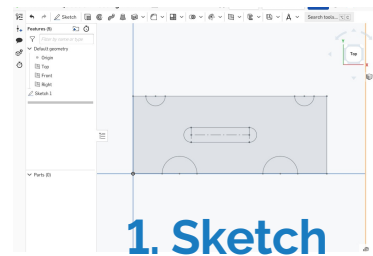 Sketch
Search tools...
Features (5)
Filter by name or type
Default geometry
Origin
Top
Front
Right
Sketch 1
Parts (0)
Top
1. Sketch